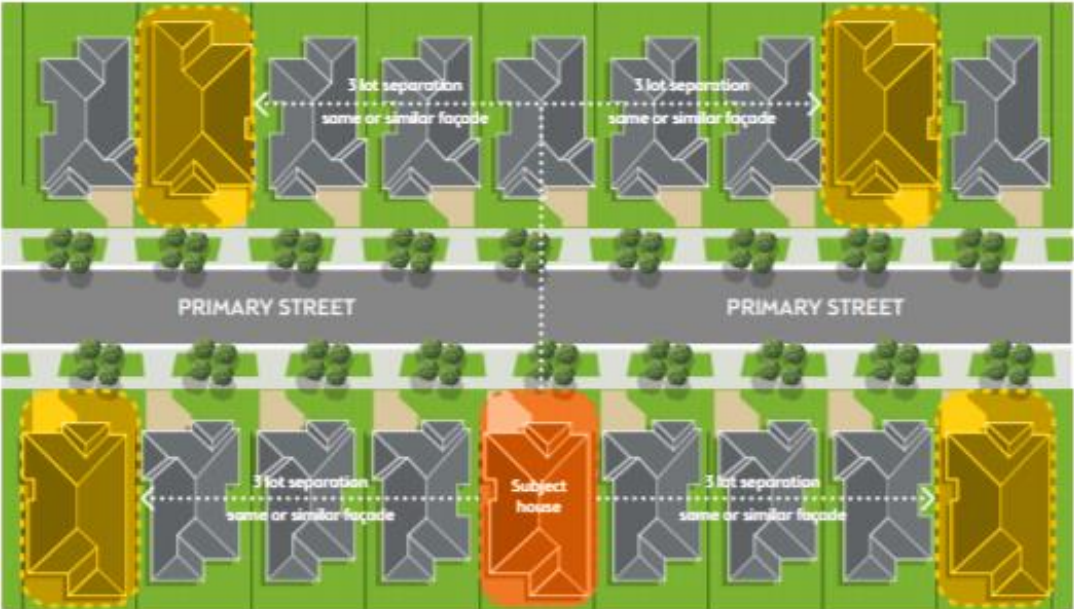 3 lot separation
same or similar façade
3 lot separation
same or similar façade
PRIMARY STREET
PRIMARY STREET
3 lot separation
same or similar façade
Subject
house
3 lot separation
same or similar façade